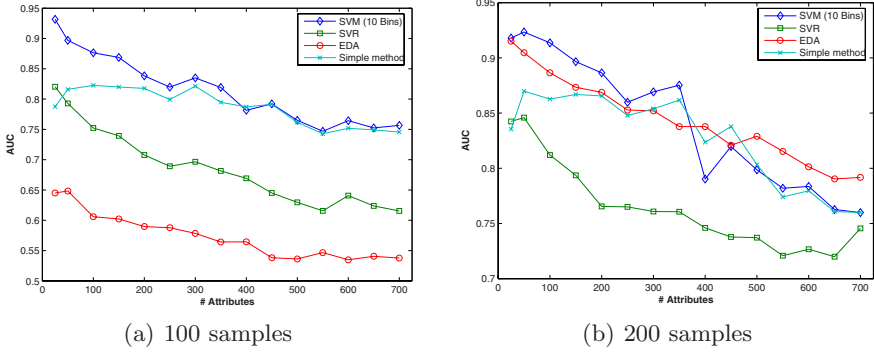 0.95
0.9
0.85
0.8
0.75
0.7
0.65
0.6
0.55
0.5
AUC
0 100 200 300 400 500 600 700
# Attributes
SVM (10 Bins)
SVR
EDA
Simple method
(a) 100 samples
0.95
0.9
0.85
0.8
0.75
0.7
AUC
0 100 200 300 400 500 600 700
# Attributes
SVM (10 Bins)
SVR
EDA
Simple method
(b) 200 samples